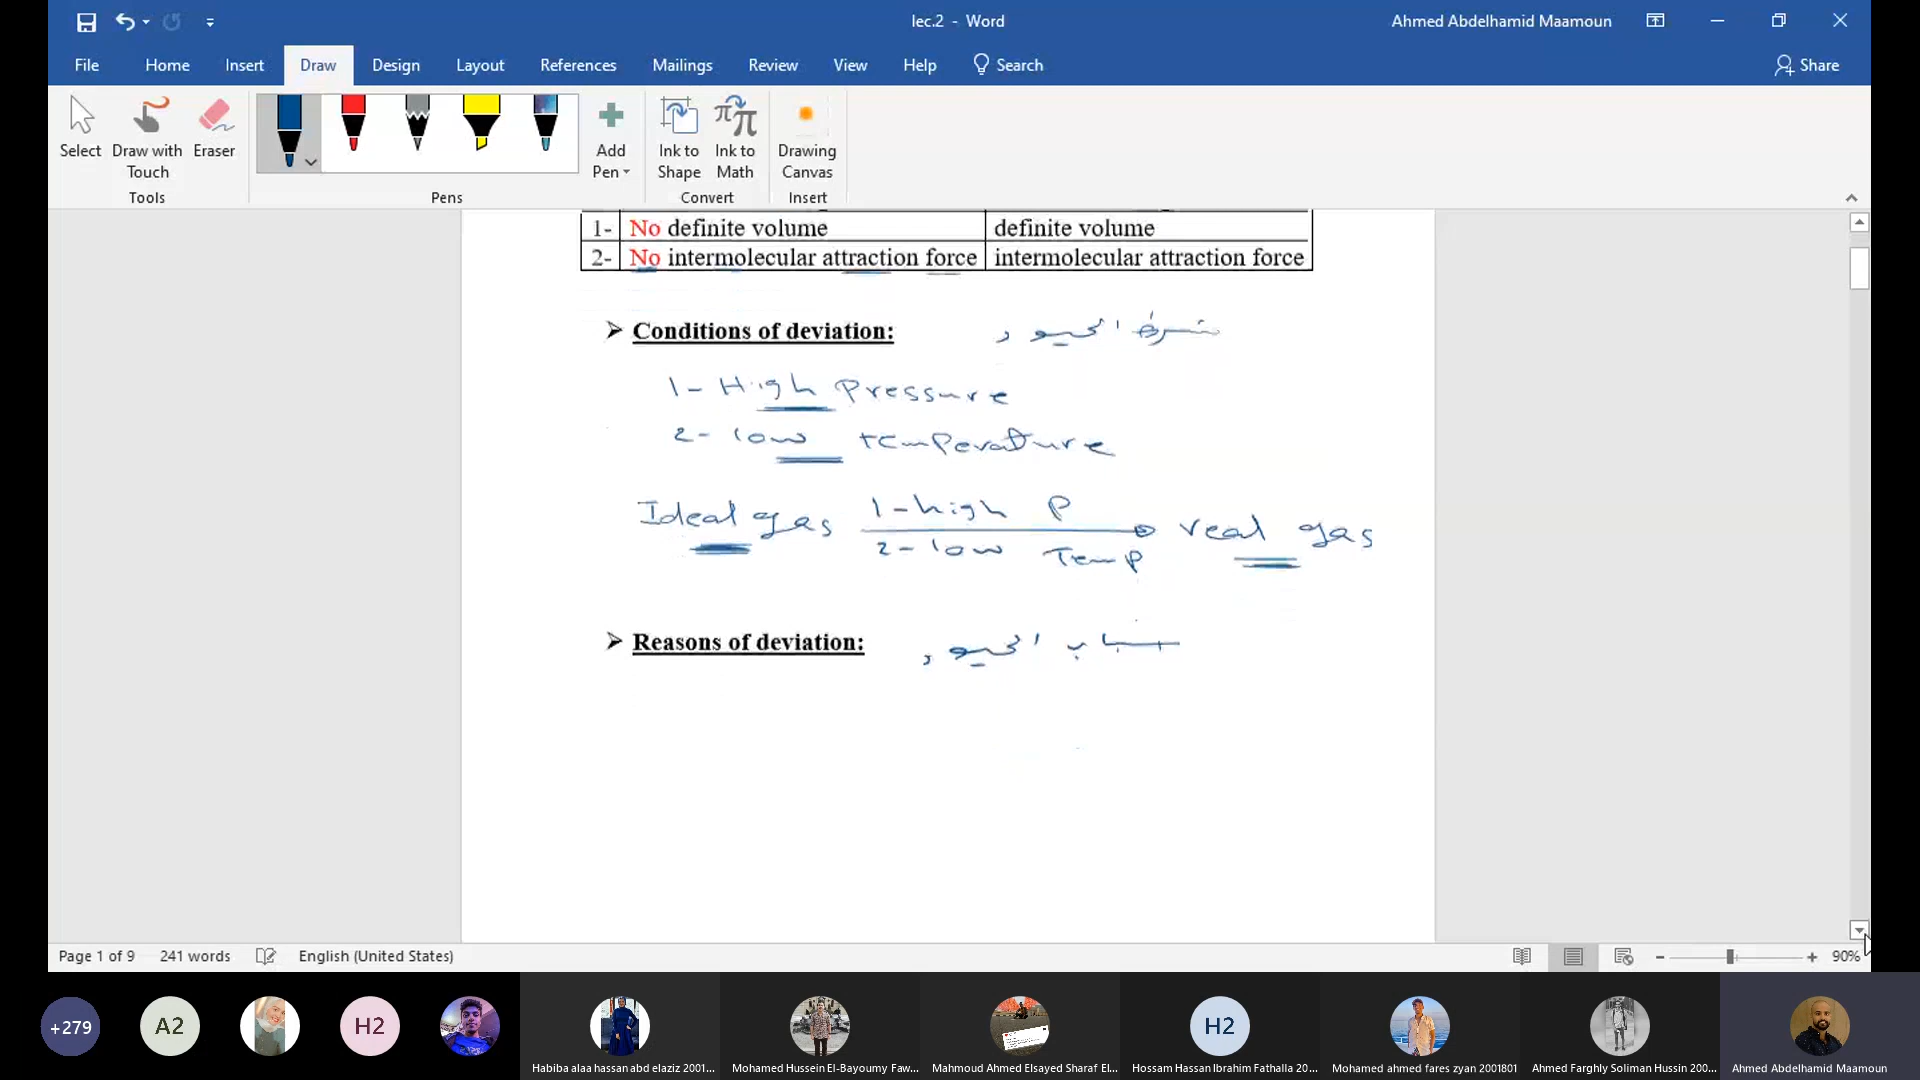 lec.2 - Word
Ahmed Abdelhamid Maamoun
File Home Insert Draw Design Layout References Mailings Review View Help Search Share
Select
Draw with Touch
Eraser
Add Pen
Ink to Shape
Ink to Math
Drawing Canvas
Tools Pens Convert Insert
1- No definite volume definite volume
2- No intermolecular attraction force intermolecular attraction force
➢ Conditions of deviation:
1- High Pressure
2- low temperature
Ideal gas 1- high P real gas
2- low Temp
➢ Reasons of deviation:
Page 1 of 9 241 words English (United States) 90%
+279 A2 H2 H2
Habiba alaa hassan abd elaziz 2001... Mohamed Hussein El-Bayoumy Faw... Mahmoud Ahmed Elsayed Sharaf El... Hossam Hassan Ibrahim Fathalla 20... Mohamed ahmed fares zyan 2001801 Ahmed Farghly Soliman Hussin 200... Ahmed Abdelhamid Maamoun